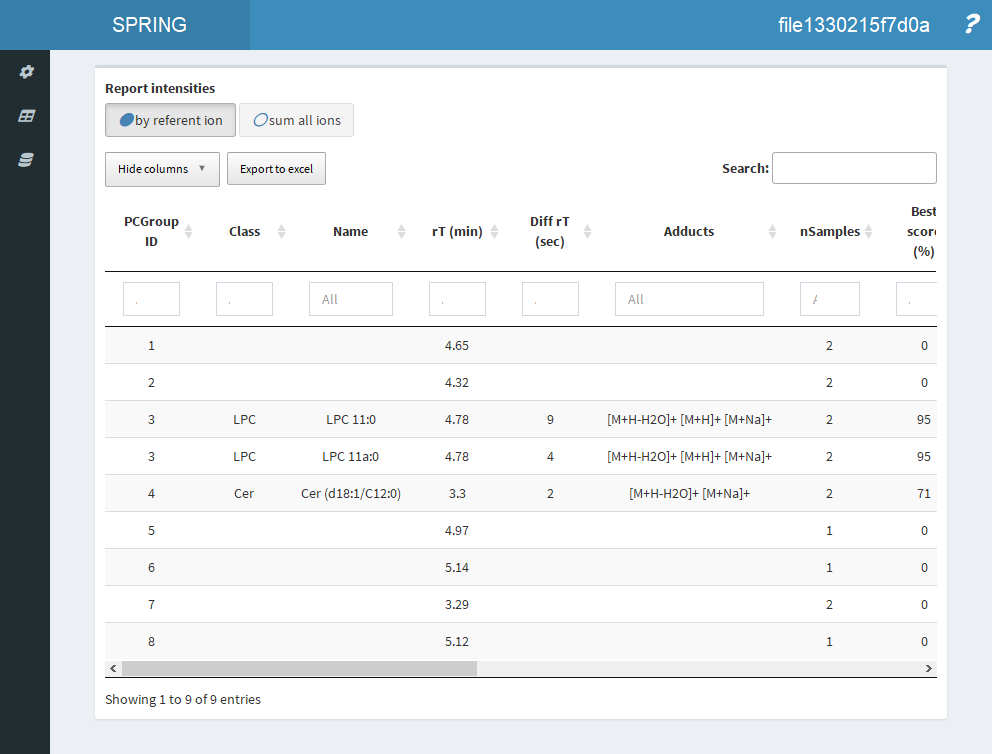 SPRING file1330215f7d0a ?
Report intensities
by referent ion sum all ions
Hide columns ▼ Export to excel Search:
PCGroup ID Class Name rT (min) Diff rT (sec) Adducts nSamples Best score (%)
. . All . . All A .
1 4.65 2 0
2 4.32 2 0
3 LPC LPC 11:0 4.78 9 [M+H-H2O]+ [M+H]+ [M+Na]+ 2 95
3 LPC LPC 11a:0 4.78 4 [M+H-H2O]+ [M+H]+ [M+Na]+ 2 95
4 Cer Cer (d18:1/C12:0) 3.3 2 [M+H-H2O]+ [M+Na]+ 2 71
5 4.97 1 0
6 5.14 1 0
7 3.29 2 0
8 5.12 1 0
Showing 1 to 9 of 9 entries